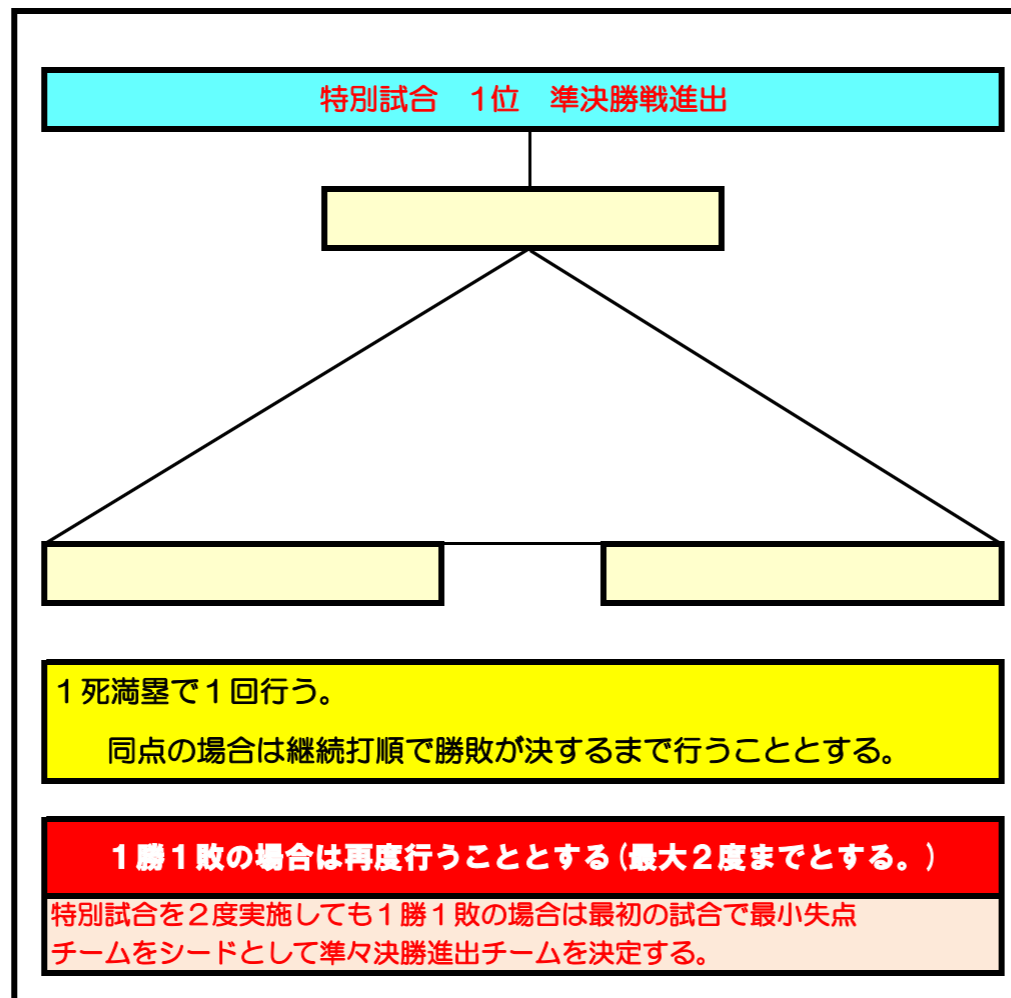 特別試合　1位　準決勝戦進出
１死満塁で１回行う。
同点の場合は継続打順で勝敗が決するまで行うこととする。
１勝１敗の場合は再度行うこととする(最大２度までとする。)
特別試合を２度実施しても１勝１敗の場合は最初の試合で最小失点
チームをシードとして準々決勝進出チームを決定する。